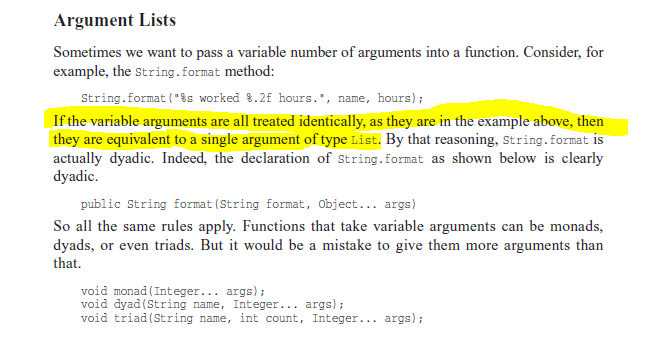 Argument Lists
Sometimes we want to pass a variable number of arguments into a function. Consider, for
example, the String.format method:
String.format("%s worked %.2f hours.", name, hours);
If the variable arguments are all treated identically, as they are in the example above, then
they are equivalent to a single argument of type List. By that reasoning, String.format is
actually dyadic. Indeed, the declaration of String.format as shown below is clearly
dyadic.
public String format(String format, Object... args)
So all the same rules apply. Functions that take variable arguments can be monads,
dyads, or even triads. But it would be a mistake to give them more arguments than
that.
void monad(Integer... args);
void dyad(String name, Integer... args);
void triad(String name, int count, Integer... args);